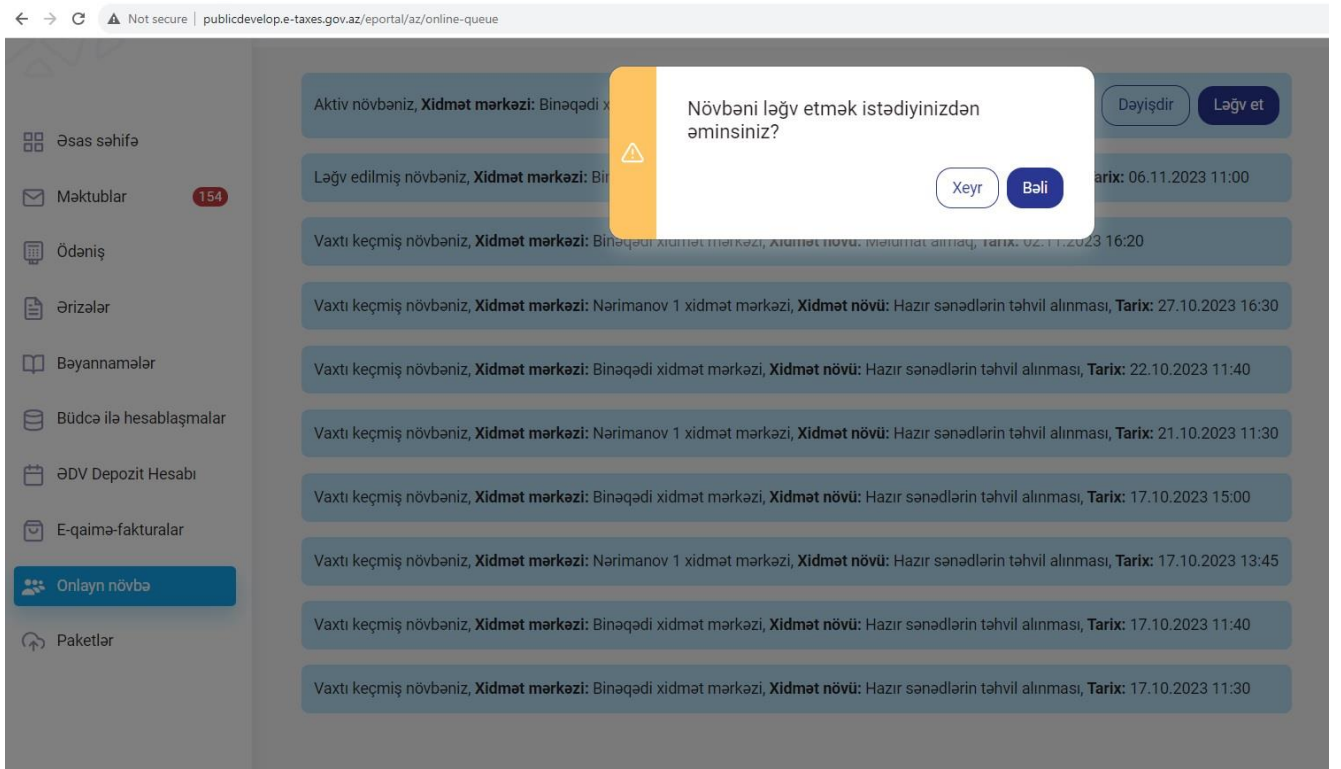 Not secure | publicdevelop.e-taxes.gov.az/eportal/az/online-queue
Əsas səhifə
Məktublar 154
Ödəniş
Ərizələr
Bəyannamələr
Büdcə ilə hesablaşmalar
ƏDV Depozit Hesabı
E-qaimə-fakturalar
Onlayn növbə
Paketlər
Növbəni ləğv etmək istədiyinizdən
əminsiniz?
Xeyr Bəli
Aktiv növbəniz, Xidmət mərkəzi: Binəqədi Dəyişdir Ləğv et
Ləğv edilmiş növbəniz, Xidmət mərkəzi: 06.11.2023 11:00
Vaxtı keçmiş növbəniz, Xidmət mərkəzi: Binəqədi xidmət mərkəzi, Xidmət növü: Məlumat almaq, Tarix: 02.11.2023 16:20
Vaxtı keçmiş növbəniz, Xidmət mərkəzi: Nərimanov 1 xidmət mərkəzi, Xidmət növü: Hazır sənədlərin təhvil alınması, Tarix: 27.10.2023 16:30
Vaxtı keçmiş növbəniz, Xidmət mərkəzi: Binəqədi xidmət mərkəzi, Xidmət növü: Hazır sənədlərin təhvil alınması, Tarix: 22.10.2023 11:40
Vaxtı keçmiş növbəniz, Xidmət mərkəzi: Nərimanov 1 xidmət mərkəzi, Xidmət növü: Hazır sənədlərin təhvil alınması, Tarix: 21.10.2023 11:30
Vaxtı keçmiş növbəniz, Xidmət mərkəzi: Binəqədi xidmət mərkəzi, Xidmət növü: Hazır sənədlərin təhvil alınması, Tarix: 17.10.2023 15:00
Vaxtı keçmiş növbəniz, Xidmət mərkəzi: Nərimanov 1 xidmət mərkəzi, Xidmət növü: Hazır sənədlərin təhvil alınması, Tarix: 17.10.2023 13:45
Vaxtı keçmiş növbəniz, Xidmət mərkəzi: Binəqədi xidmət mərkəzi, Xidmət növü: Hazır sənədlərin təhvil alınması, Tarix: 17.10.2023 11:40
Vaxtı keçmiş növbəniz, Xidmət mərkəzi: Binəqədi xidmət mərkəzi, Xidmət növü: Hazır sənədlərin təhvil alınması, Tarix: 17.10.2023 11:30